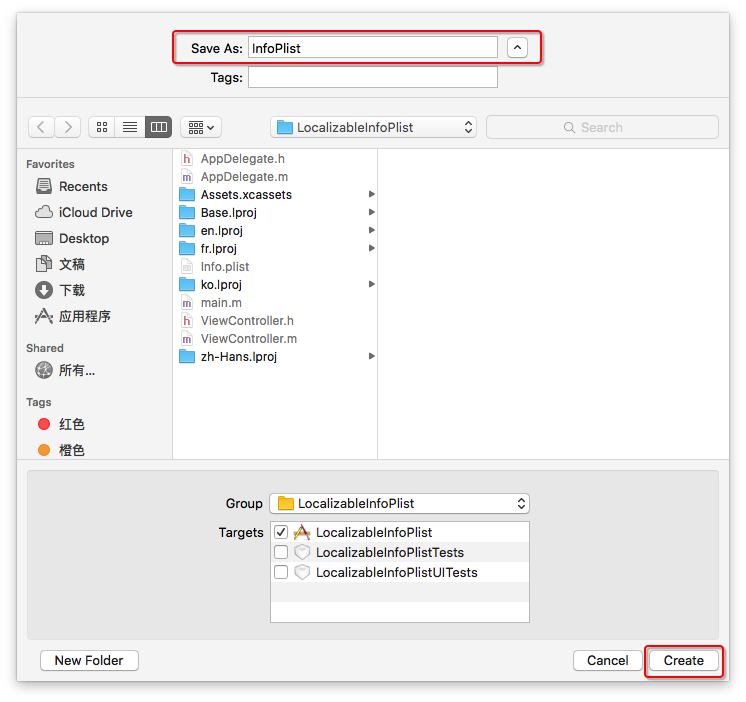 Save As: InfoPlist
Tags:
LocalizableInfoPlist
Search
Favorites
Recents
iCloud Drive
Desktop
文稿
下载
应用程序
Shared
所有...
Tags
红色
橙色
AppDelegate.h
AppDelegate.m
Assets.xcassets
Base.lproj
en.lproj
fr.lproj
Info.plist
ko.lproj
main.m
ViewController.h
ViewController.m
zh-Hans.lproj
Group LocalizableInfoPlist
Targets LocalizableInfoPlist
LocalizableInfoPlistTests
LocalizableInfoPlistUITests
New Folder Cancel Create